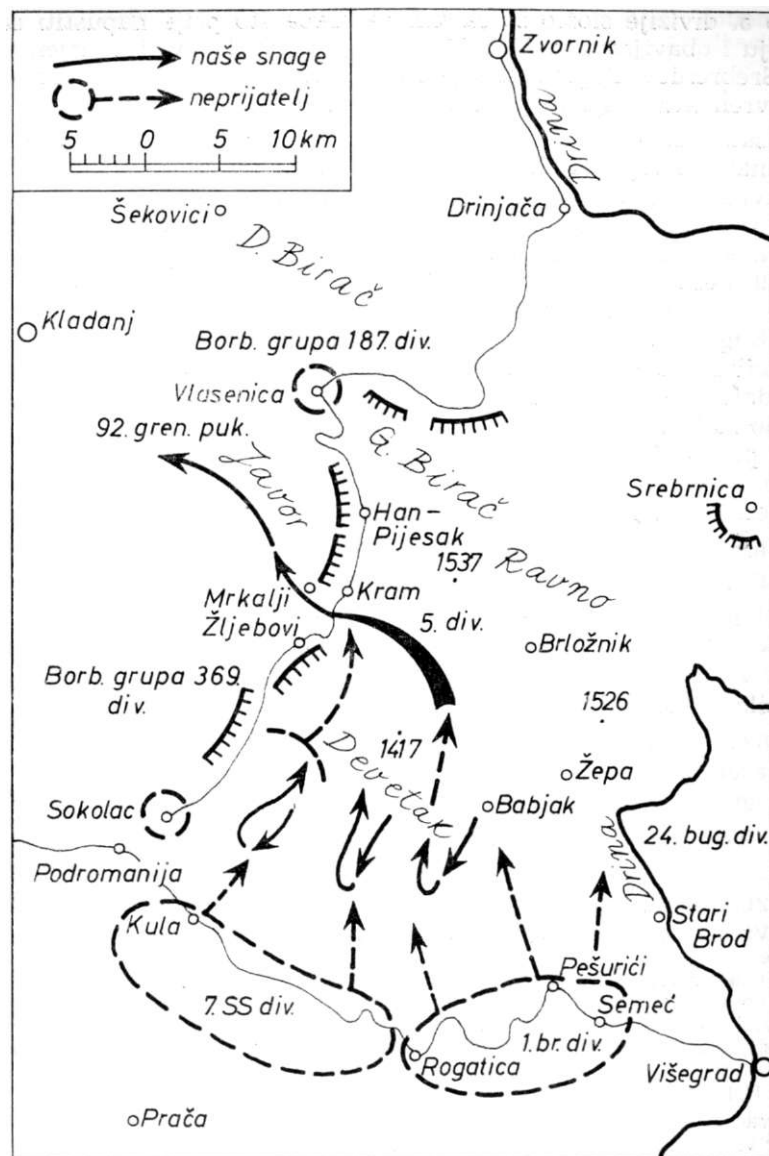 naše snage
neprijatelj
5 0 5 10 km
Zvornik
Drina
Šekovici
Drinjača
D. Birač
Kladanj
Borb. grupa 187. div.
Vlasenica
92. gren. puk.
Javor
G. Birač
Srebrnica
Han-
Pijesak
1537
Ravno
Mrkalji
Kram
Žljebovi
5. div.
Brložnik
Borb. grupa 369.
div.
1526
1417
Devetak
Žepa
Babjak
Sokolac
24. bug. div.
Drina
Podromanija
Kula
Stari
Brod
Pešurići
7. SS div.
Semeć
1. br. div.
Rogatica
Višegrad
Prača